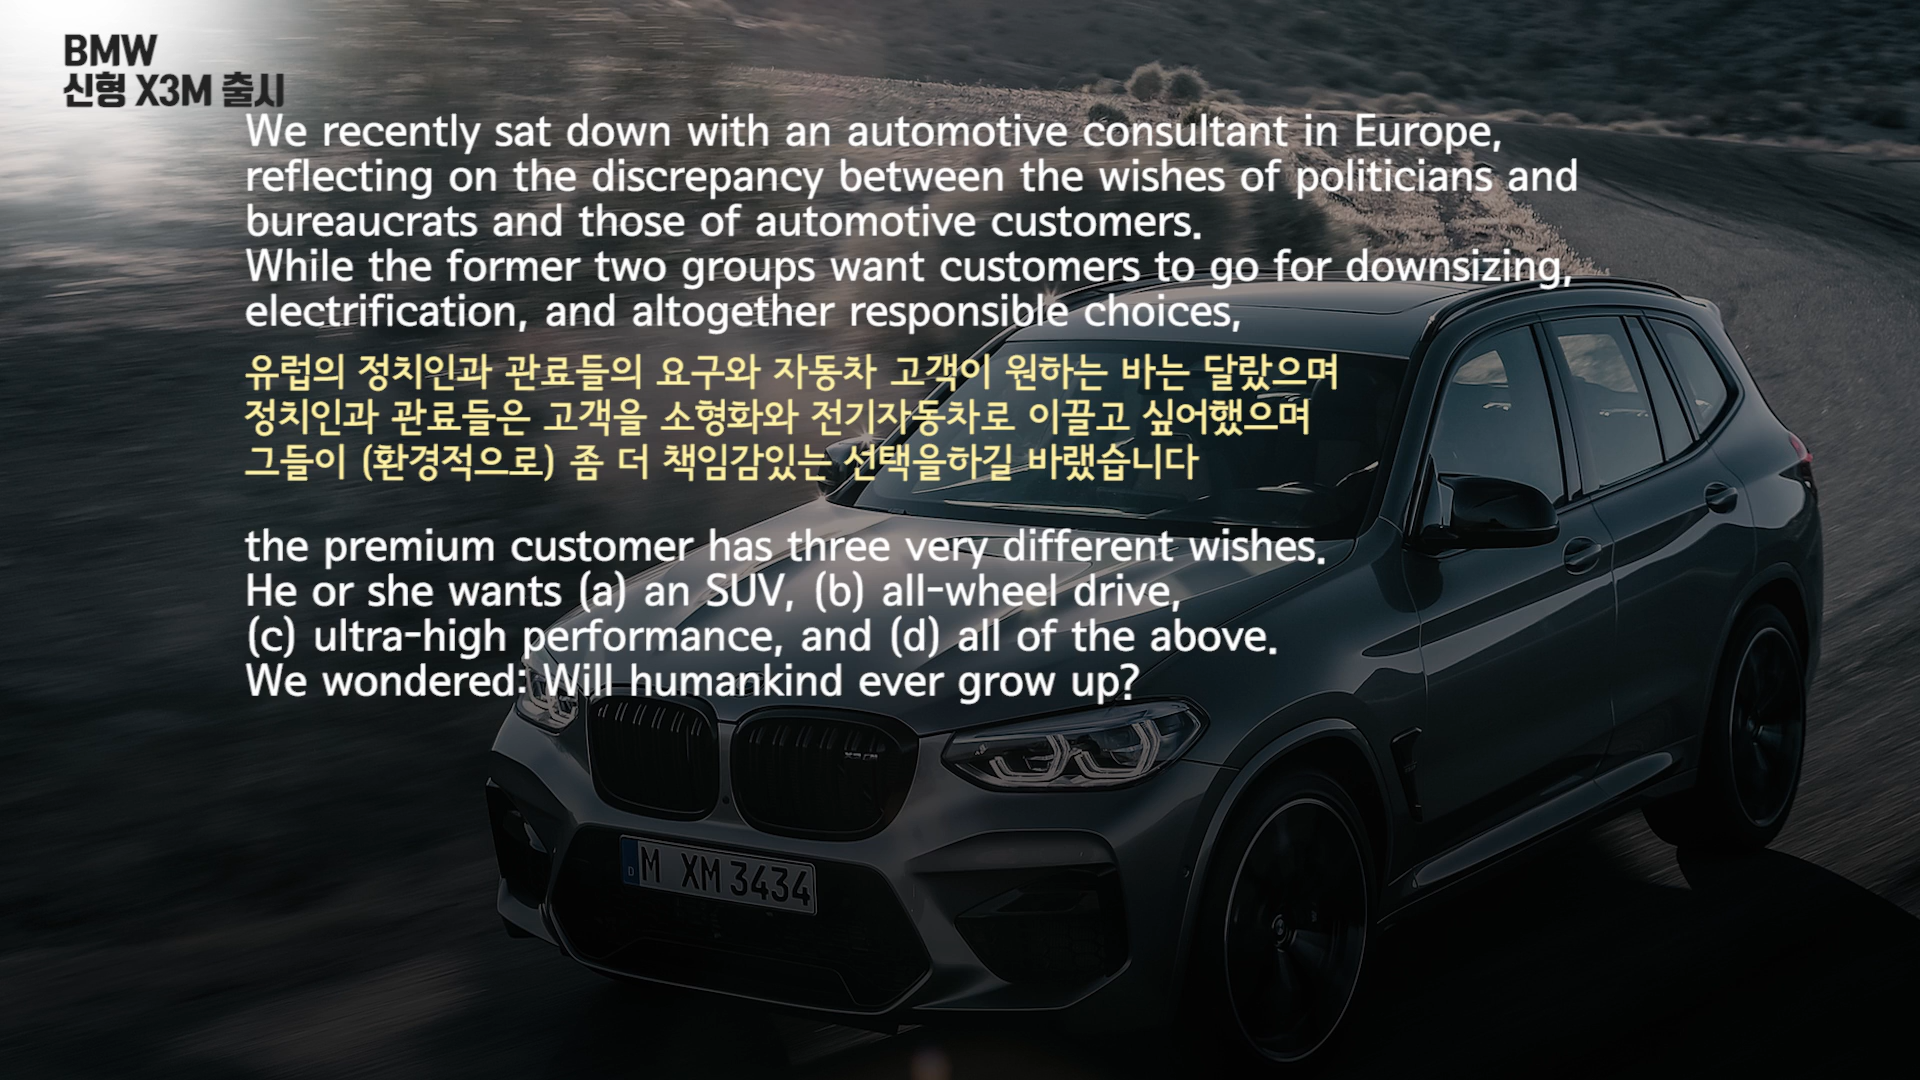 BMW
신형 X3M 출시
We recently sat down with an automotive consultant in Europe,
reflecting on the discrepancy between the wishes of politicians and
bureaucrats and those of automotive customers.
While the former two groups want customers to go for downsizing,
electrification, and altogether responsible choices,
유럽의 정치인과 관료들의 요구와 자동차 고객이 원하는 바는 달랐으며
정치인과 관료들은 고객을 소형화와 전기자동차로 이끌고 싶어했으며
그들이 (환경적으로) 좀 더 책임감있는 선택을하길 바랬습니다
the premium customer has three very different wishes.
He or she wants (a) an SUV, (b) all-wheel drive,
(c) ultra-high performance, and (d) all of the above.
We wondered: Will humankind ever grow up?
X3M
D M XM 3434